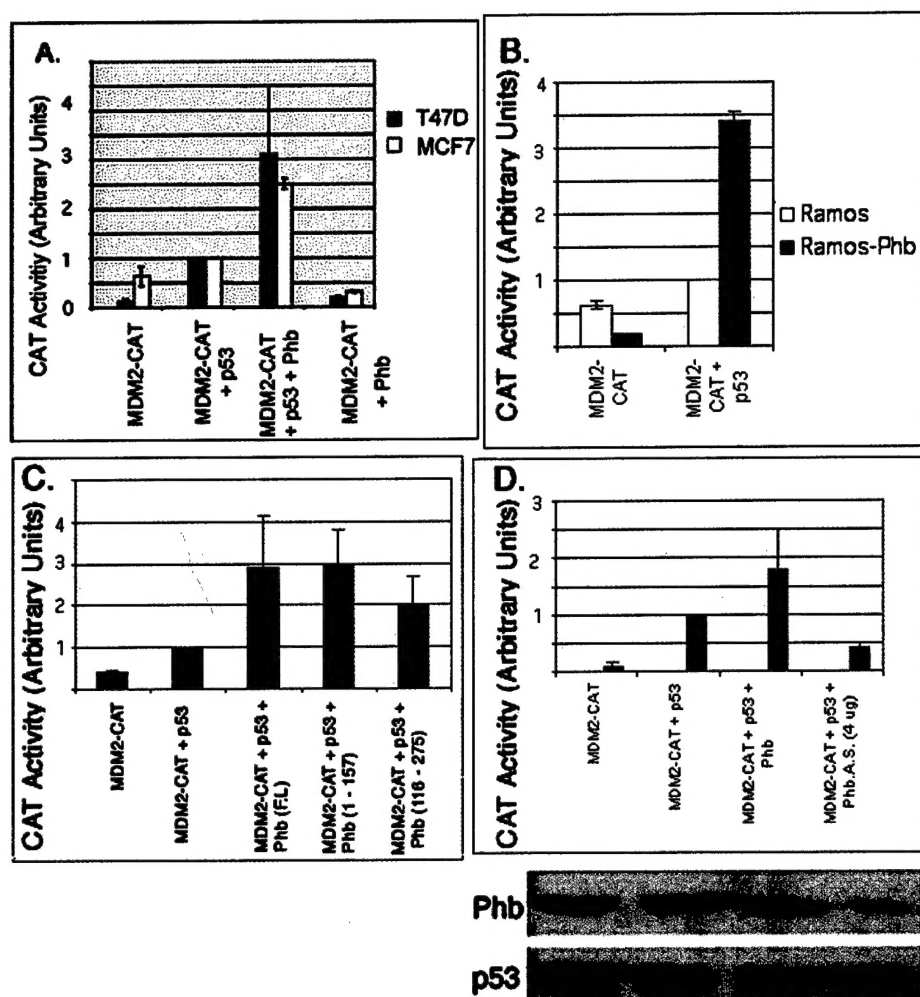 A.
CAT Activity (Arbitrary Units)
4
3
2
1
0
T47D
MCF7
MDM2-CAT
MDM2-CAT
+ p53
MDM2-CAT
+ p53 + Phb
MDM2-CAT
+ Phb
B.
CAT Activity (Arbitrary Units)
4
3
2
1
Ramos
Ramos-Phb
MDM2-
CAT
MDM2-
CAT +
p53
C.
CAT Activity (Arbitrary Units)
4
3
2
1
MDM2-CAT
MDM2-CAT + p53
MDM2-CAT + p53 +
Phb (F.L)
MDM2-CAT + p53 +
Phb (1 - 157)
MDM2-CAT + p53 +
Phb (116 - 275)
D.
CAT Activity (Arbitrary Units)
3
2
1
MDM2-CAT
MDM2-CAT + p53
MDM2-CAT + p53 +
Phb
MDM2-CAT + p53 +
Phb.A.S. (4 ug)
Phb
p53